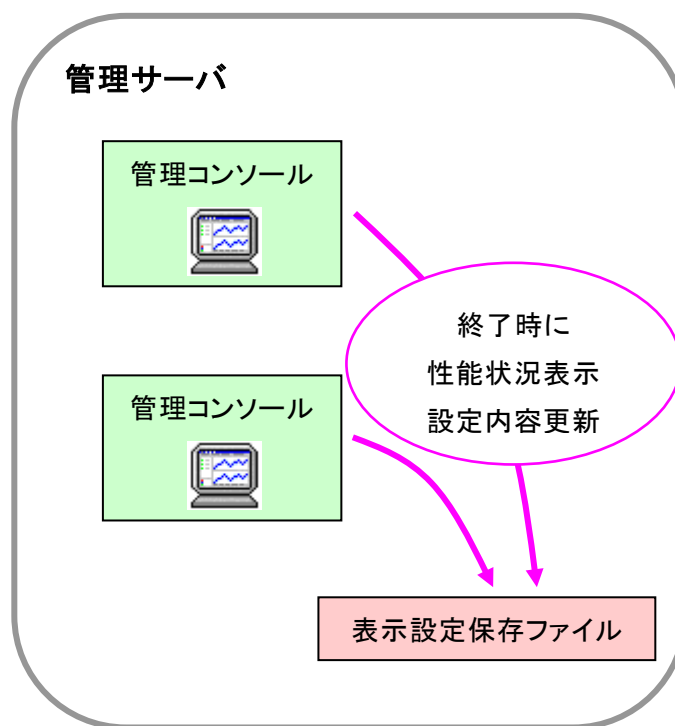 管理サーバ
管理コンソール
終了時に
性能状況表示
設定内容更新
管理コンソール
表示設定保存ファイル